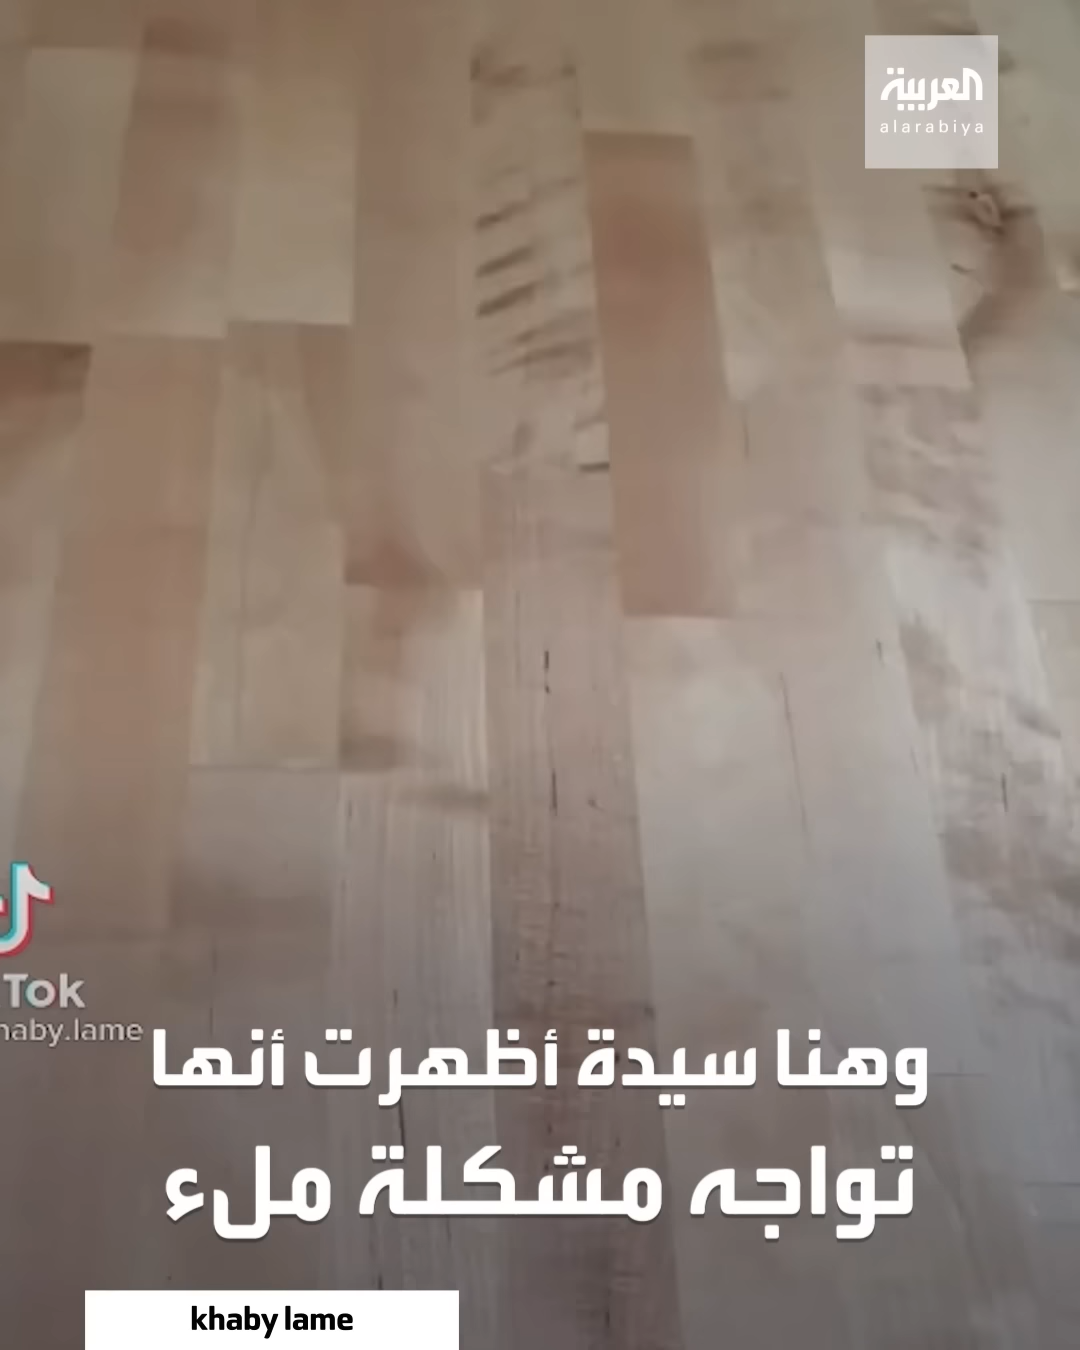 العربية
alarabiya
Tok
haby.lame
وهنا سيدة أظهرت أنها
تواجه مشكلة ملء
khaby lame